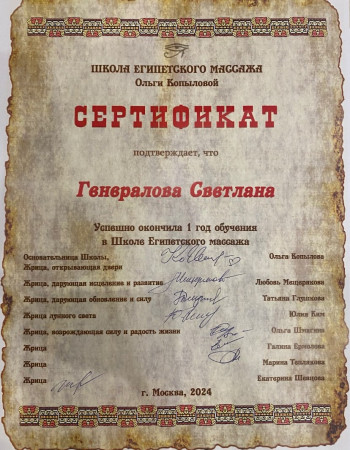 ШКОЛА ЕГИПЕТСКОГО МАССАЖА
Ольги Копыловой
СЕРТИФИКАТ
подтверждает, что
Генералова Светлана
Успешно окончила 1 год обучения
в Школе Египетского массажа
Основательница Школы,
Жрица, открывающая двери Ольга Копылова
Жрица, дарующая исцеление и развитие Любовь Мещерякова
Жрица, дарующая обновление и силу Татьяна Глушкова
Жрица лунного света Юлия Ким
Жрица, возрождающая силу и радость жизни Ольга
Жрица Галина Ермолова
Жрица Марина
Жрица Екатерина Шевцова
г. Москва, 2024